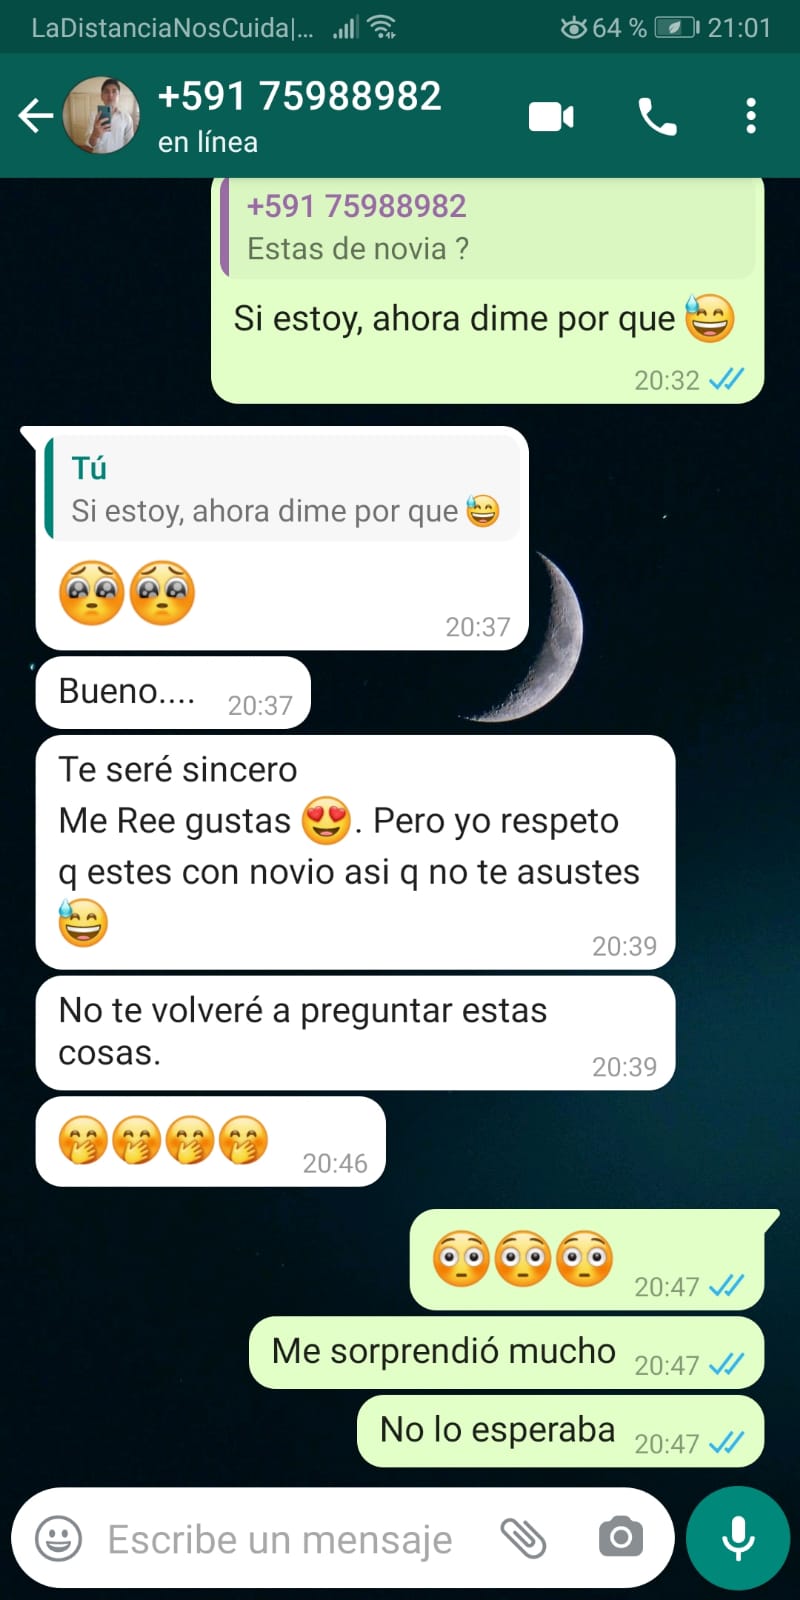 LaDistanciaNosCuida|... 64 % 21:01
+591 75988982
en línea
+591 75988982
Estas de novia ?
Si estoy, ahora dime por que 😅
20:32
Tú
Si estoy, ahora dime por que 😅
🥺🥺
20:37
Bueno.... 20:37
Te seré sincero
Me Ree gustas 😍. Pero yo respeto
q estes con novio asi q no te asustes
😅
20:39
No te volveré a preguntar estas
cosas.
20:39
🤭🤭🤭🤭 20:46
😳😳😳 20:47
Me sorprendió mucho 20:47
No lo esperaba 20:47
Escribe un mensaje